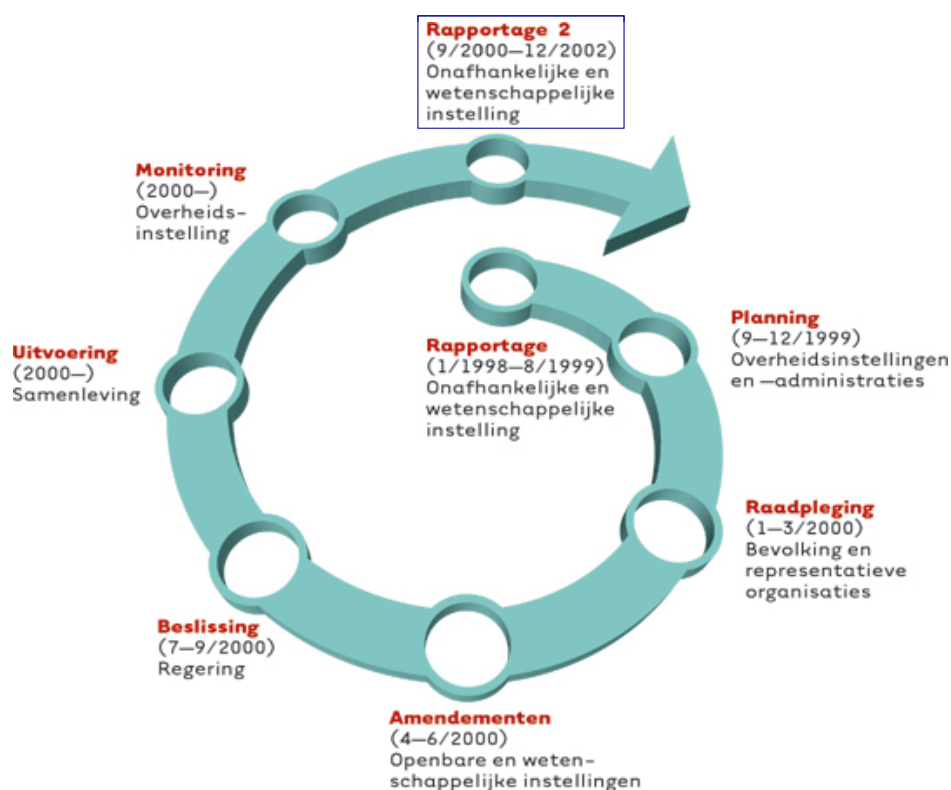 Rapportage 2
(9/2000—12/2002)
Onafhankelijke en
wetenschappelijke
instelling
Monitoring
(2000—)
Overheids-
instelling
Uitvoering
(2000—)
Samenleving
Rapportage
(1/1998—8/1999)
Onafhankelijke en
wetenschappelijke
instelling
Planning
(9—12/1999)
Overheidsinstellingen
en —administraties
Raadpleging
(1—3/2000)
Bevolking en
representatieve
organisaties
Beslissing
(7—9/2000)
Regering
Amendementen
(4—6/2000)
Openbare en weten-
schappelijke instellingen